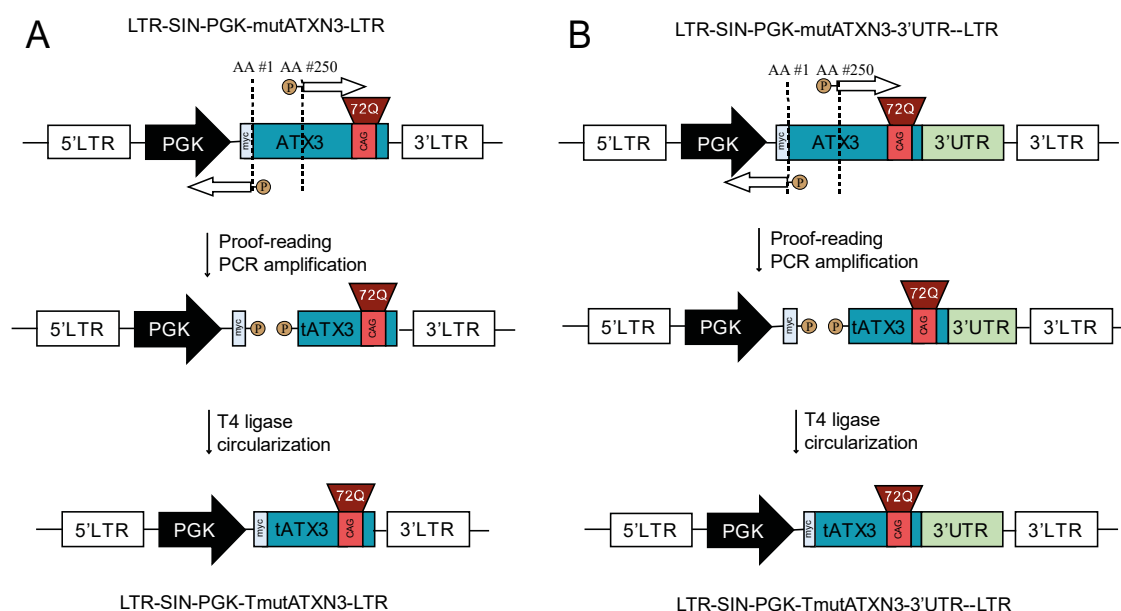 A
LTR-SIN-PGK-mutATXN3-LTR
AA #1 AA #250
P
72Q
5'LTR PGK myc ATX3 CAG 3'LTR
P
Proof-reading
PCR amplification
72Q
5'LTR PGK myc P P tATX3 CAG 3'LTR
T4 ligase
circularization
72Q
5'LTR PGK myc tATX3 CAG 3'LTR
LTR-SIN-PGK-TmutATXN3-LTR
B
LTR-SIN-PGK-mutATXN3-3'UTR--LTR
AA #1 AA #250
P
72Q
5'LTR PGK myc ATX3 CAG 3'UTR 3'LTR
P
Proof-reading
PCR amplification
72Q
5'LTR PGK myc P P tATX3 CAG 3'UTR 3'LTR
T4 ligase
circularization
72Q
5'LTR PGK myc tATX3 CAG 3'UTR 3'LTR
LTR-SIN-PGK-TmutATXN3-3'UTR--LTR